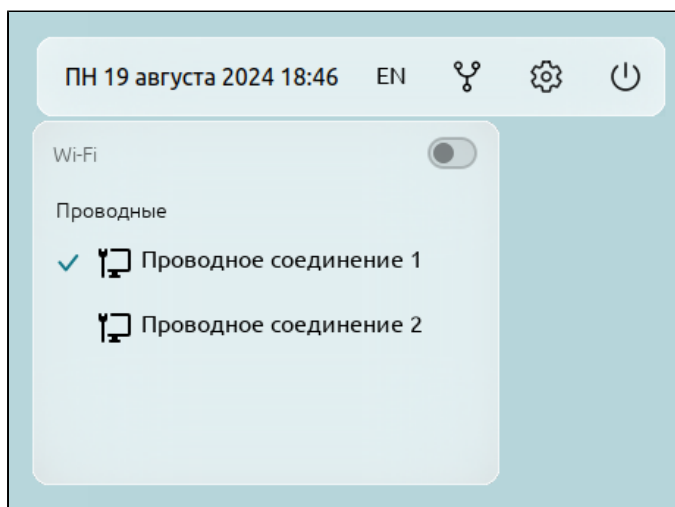 ПН 19 августа 2024 18:46 EN
Wi-Fi
Проводные
Проводное соединение 1
Проводное соединение 2